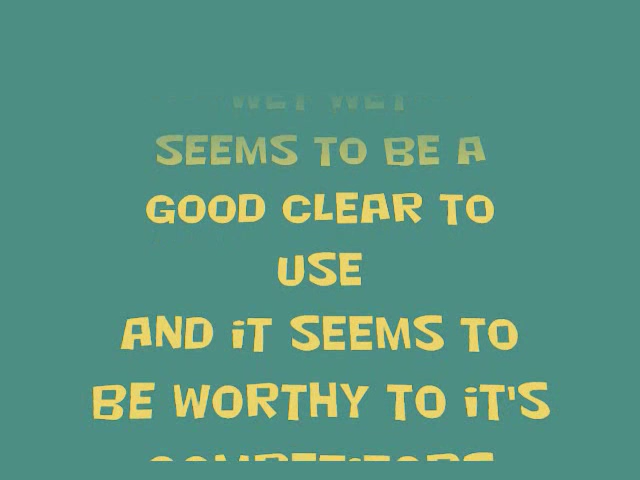 SEEMS TO BE A
GOOD CLEAR TO
USE
AND iT SEEMS TO
BE WORTHY TO iT'S